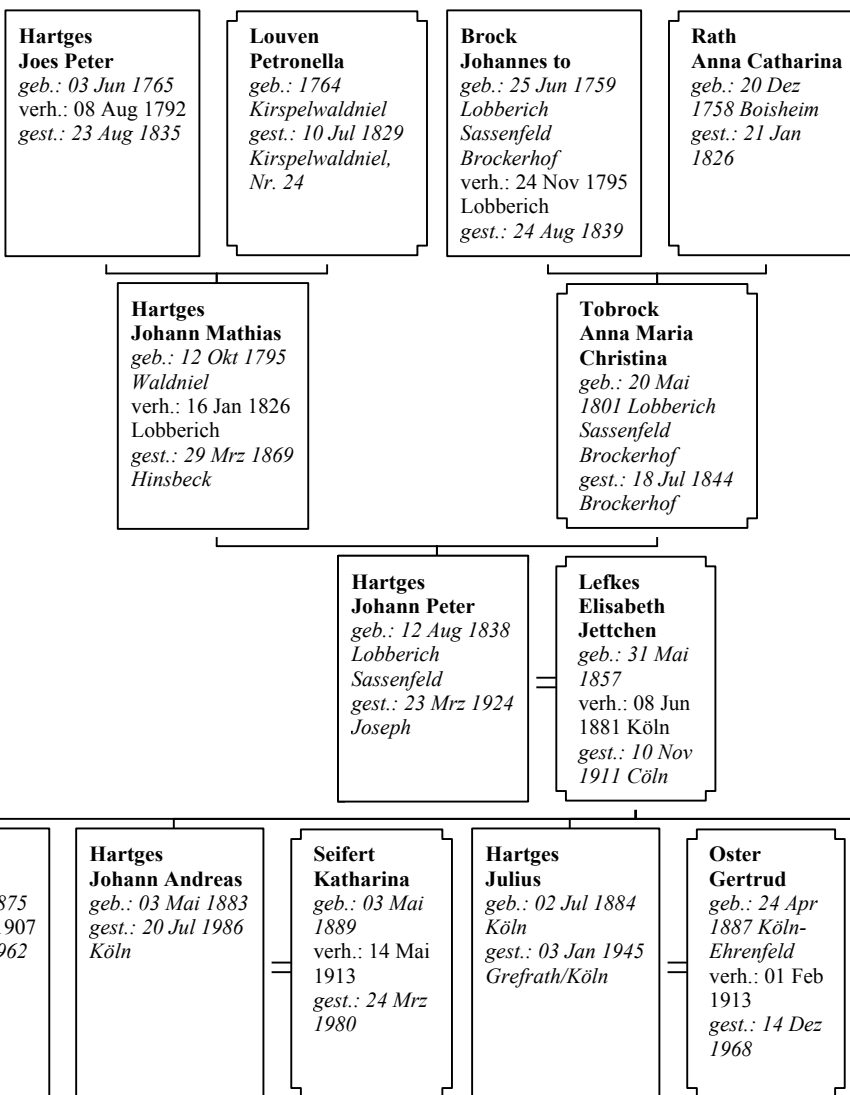 Hartges
Joes Peter
geb.: 03 Jun 1765
verh.: 08 Aug 1792
gest.: 23 Aug 1835
Louven
Petronella
geb.: 1764
Kirspelwaldniel
gest.: 10 Jul 1829
Kirspelwaldniel,
Nr. 24
Brock
Johannes to
geb.: 25 Jun 1759
Lobberich
Sassenfeld
Brockerhof
verh.: 24 Nov 1795
Lobberich
gest.: 24 Aug 1839
Rath
Anna Catharina
geb.: 20 Dez
1758 Boisheim
gest.: 21 Jan
1826
Hartges
Johann Mathias
geb.: 12 Okt 1795
Waldniel
verh.: 16 Jan 1826
Lobberich
gest.: 29 Mrz 1869
Hinsbeck
Tobrock
Anna Maria
Christina
geb.: 20 Mai
1801 Lobberich
Sassenfeld
Brockerhof
gest.: 18 Jul 1844
Brockerhof
Hartges
Johann Peter
geb.: 12 Aug 1838
Lobberich
Sassenfeld
gest.: 23 Mrz 1924
Joseph
Lefkes
Elisabeth
Jettchen
geb.: 31 Mai
1857
verh.: 08 Jun
1881 Köln
gest.: 10 Nov
1911 Cöln
875
907
962
Hartges
Johann Andreas
geb.: 03 Mai 1883
gest.: 20 Jul 1986
Köln
Seifert
Katharina
geb.: 03 Mai
1889
verh.: 14 Mai
1913
gest.: 24 Mrz
1980
Hartges
Julius
geb.: 02 Jul 1884
Köln
gest.: 03 Jan 1945
Grefrath/Köln
Oster
Gertrud
geb.: 24 Apr
1887 Köln-
Ehrenfeld
verh.: 01 Feb
1913
gest.: 14 Dez
1968